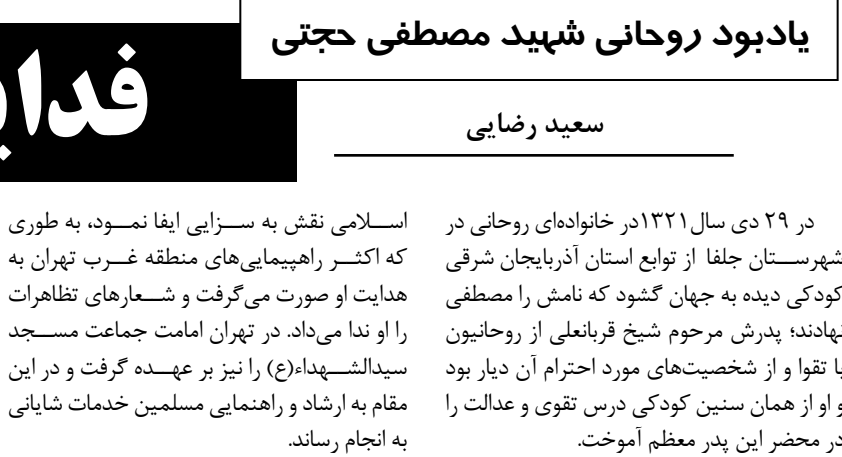 یادبود روحانی شهید مصطفی حجتی
سعید رضایی
در ۲۹ دی سال۱۳۲۱در خانواده‌ای روحانی در
شهرستان جلفا از توابع استان آذربایجان شرقی
کودکی دیده به جهان گشود که نامش را مصطفی
نهادند؛ پدرش مرحوم شیخ قربانعلی از روحانیون
با تقوا و از شخصیت‌های مورد احترام آن دیار بود
و او از همان سنین کودکی درس تقوی و عدالت را
در محضر این پدر معظم آموخت.
اسلامی نقش به سزایی ایفا نمود، به طوری
که اکثر راهپیمایی‌های منطقه غرب تهران به
هدایت او صورت می‌گرفت و شعارهای تظاهرات
را او ندا می‌داد. در تهران امامت جماعت مسجد
سیدالشهداء(ع) را نیز بر عهده گرفت و در این
مقام به ارشاد و راهنمایی مسلمین خدمات شایانی
به انجام رساند.